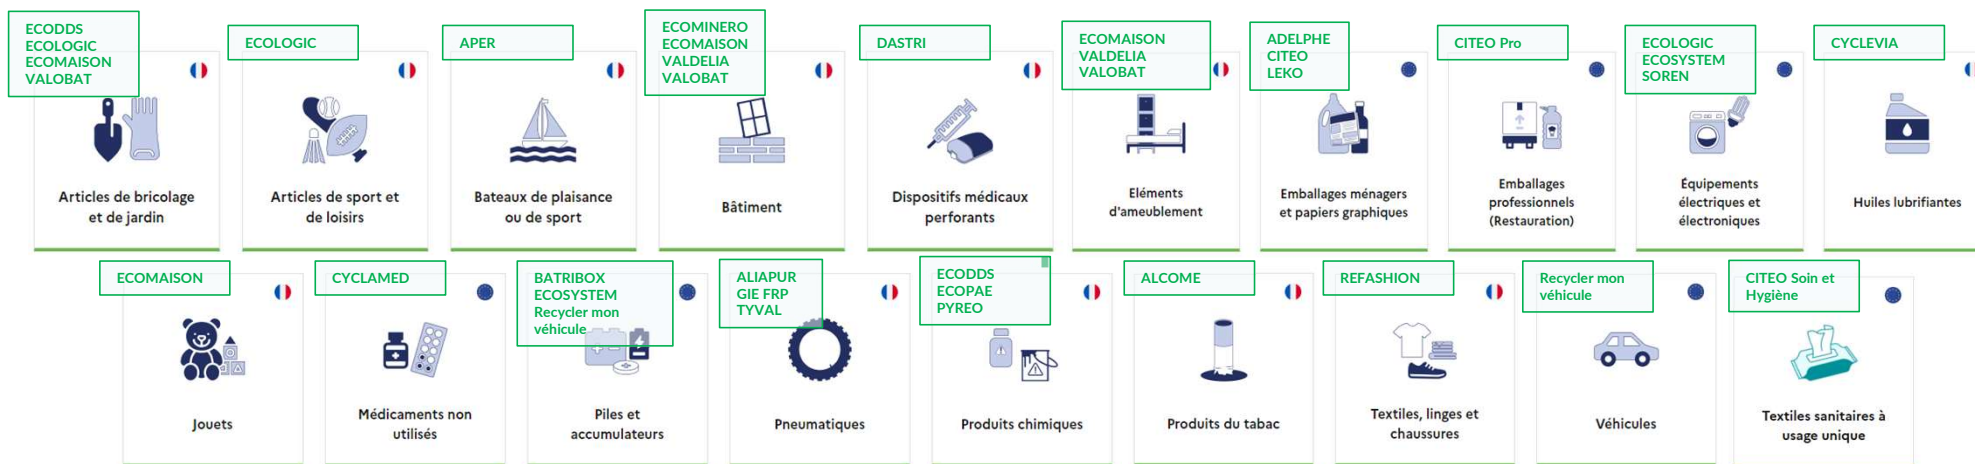 ECODDS
ECOLOGIC
ECOMAISON
VALOBAT
Articles de bricolage
et de jardin
ECOLOGIC
Articles de sport et
de loisirs
APER
Bateaux de plaisance
ou de sport
ECOMINERO
ECOMAISON
VALDELIA
VALOBAT
Bâtiment
DASTRI
Dispositifs médicaux
perforants
ECOMAISON
VALDELIA
VALOBAT
Eléments
d'ameublement
ADELPHE
CITEO
LEKO
Emballages ménagers
et papiers graphiques
CITEO Pro
Emballages
professionnels
(Restauration)
ECOLOGIC
ECOSYSTEM
SOREN
Équipements
électriques et
électroniques
CYCLEVIA
Huiles lubrifiantes
ECOMAISON
Jouets
CYCLAMED
Médicaments non
utilisés
BATRIBOX
ECOSYSTEM
Recycler mon
véhicule
Piles et
accumulateurs
ALIAPUR
GIE FRP
TYVAL
Pneumatiques
ECODDS
ECOPAE
PYREO
Produits chimiques
ALCOME
Produits du tabac
REFASHION
Textiles, linges et
chaussures
Recycler mon
véhicule
Véhicules
CITEO Soin et
Hygiène
Textiles sanitaires à
usage unique